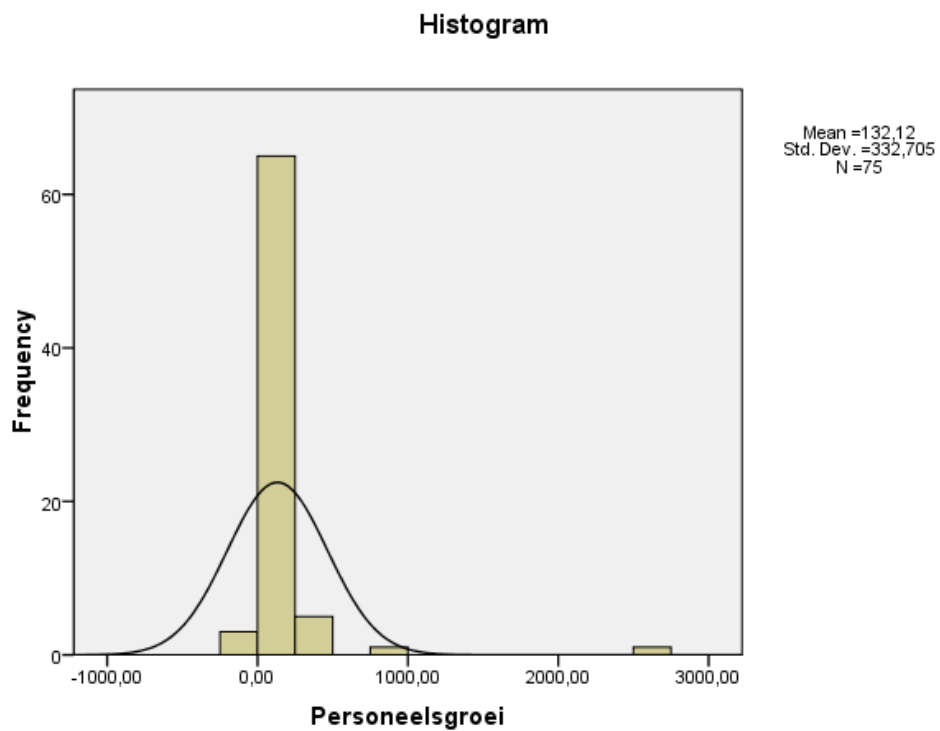 Histogram
Mean =132,12
Std. Dev. =332,705
N =75
Frequency
60
40
20
0
-1000,00
0,00
1000,00
2000,00
3000,00
Personeelsgroei